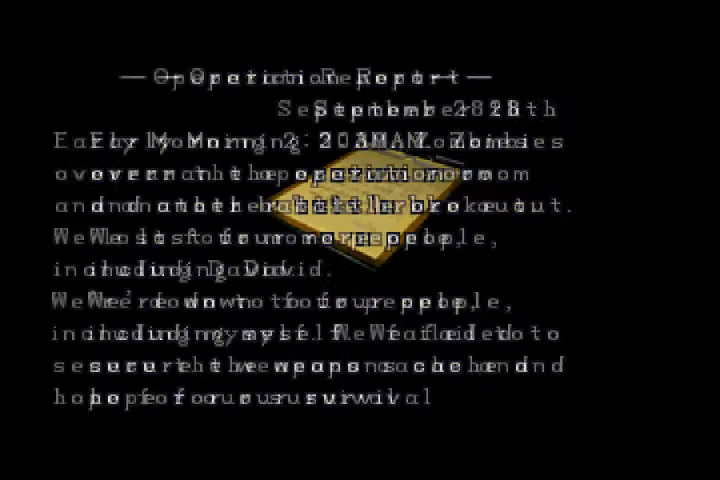 — Operation Report —
September 28th
Early Morning 2:30 AM. Zombies
overran the operation room
and another battle broke out.
We lost four more people,
including David.
We're down to four people,
including myself. We failed to
secure the weapons cache and
hope for our survival